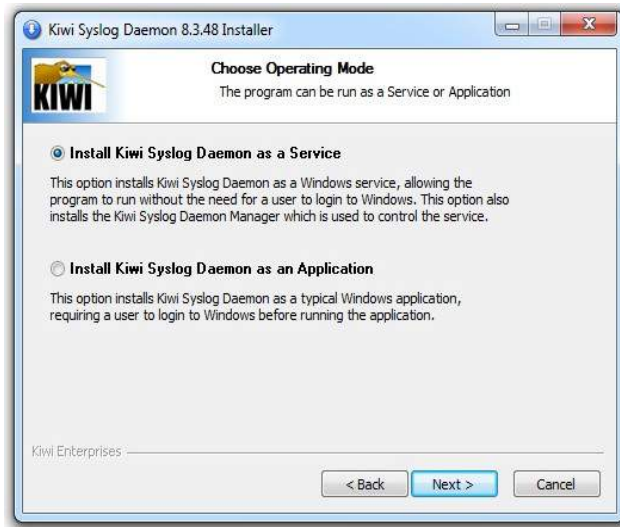 Kiwi Syslog Daemon 8.3.48 Installer
KIWI
Choose Operating Mode
The program can be run as a Service or Application
Install Kiwi Syslog Daemon as a Service
This option installs Kiwi Syslog Daemon as a Windows service, allowing the
program to run without the need for a user to login to Windows. This option also
installs the Kiwi Syslog Daemon Manager which is used to control the service.
Install Kiwi Syslog Daemon as an Application
This option installs Kiwi Syslog Daemon as a typical Windows application,
requiring a user to login to Windows before running the application.
Kiwi Enterprises
< Back
Next >
Cancel